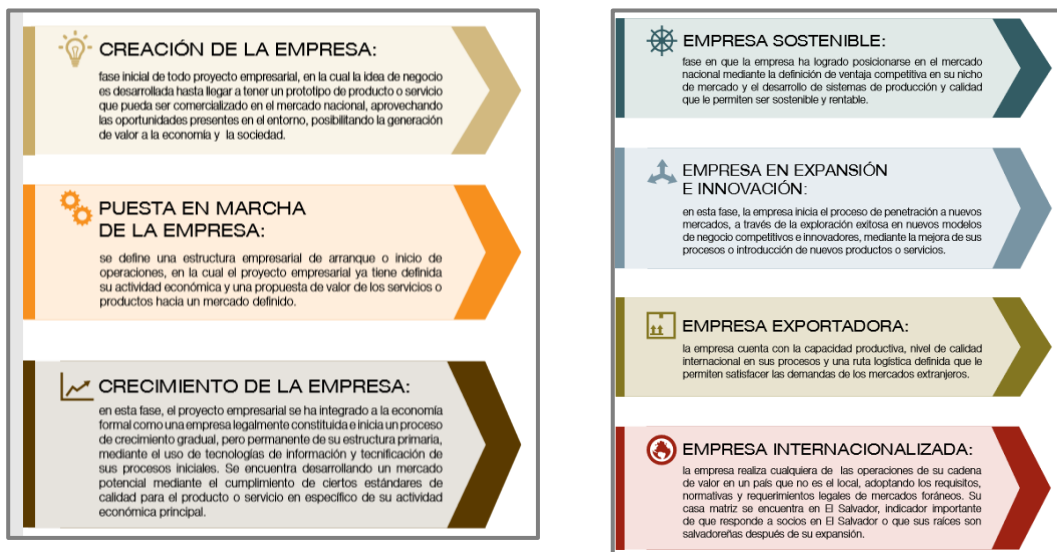 CREACIÓN DE LA EMPRESA:
fase inicial de todo proyecto empresarial, en la cual la idea de negocio
es desarrollada hasta llegar a tener un prototipo de producto o servicio
que pueda ser comercializado en el mercado nacional, aprovechando
las oportunidades presentes en el entorno, posibilitando la generación
de valor a la economía y la sociedad.
PUESTA EN MARCHA
DE LA EMPRESA:
se define una estructura empresarial de arranque o inicio de
operaciones, en la cual el proyecto empresarial ya tiene definida
su actividad económica y una propuesta de valor de los servicios o
productos hacia un mercado definido.
CRECIMIENTO DE LA EMPRESA:
en esta fase, el proyecto empresarial se ha integrado a la economía
formal como una empresa legalmente constituida e inicia un proceso
de crecimiento gradual, pero permanente de su estructura primaria,
mediante el uso de tecnologías de información y tecnificación de
sus procesos iniciales. Se encuentra desarrollando un mercado
potencial mediante el cumplimiento de ciertos estándares de
calidad para el producto o servicio en específico de su actividad
económica principal.
EMPRESA SOSTENIBLE:
fase en que la empresa ha logrado posicionarse en el mercado
nacional mediante la definición de ventaja competitiva en su nicho
de mercado y el desarrollo de sistemas de producción y calidad
que le permiten ser sostenible y rentable.
EMPRESA EN EXPANSIÓN
E INNOVACIÓN:
en esta fase, la empresa inicia el proceso de penetración a nuevos
mercados, a través de la exploración exitosa en nuevos modelos
de negocio competitivos e innovadores, mediante la mejora de sus
procesos o introducción de nuevos productos o servicios.
EMPRESA EXPORTADORA:
la empresa cuenta con la capacidad productiva, nivel de calidad
internacional en sus procesos y una ruta logística definida que le
permiten satisfacer las demandas de los mercados extranjeros.
EMPRESA INTERNACIONALIZADA:
la empresa realiza cualquiera de las operaciones de su cadena
de valor en un país que no es el local, adoptando los requisitos,
normativas y requerimientos legales de mercados foráneos. Su
casa matriz se encuentra en El Salvador, indicador importante
de que responde a socios en El Salvador o que sus raíces son
salvadoreñas después de su expansión.